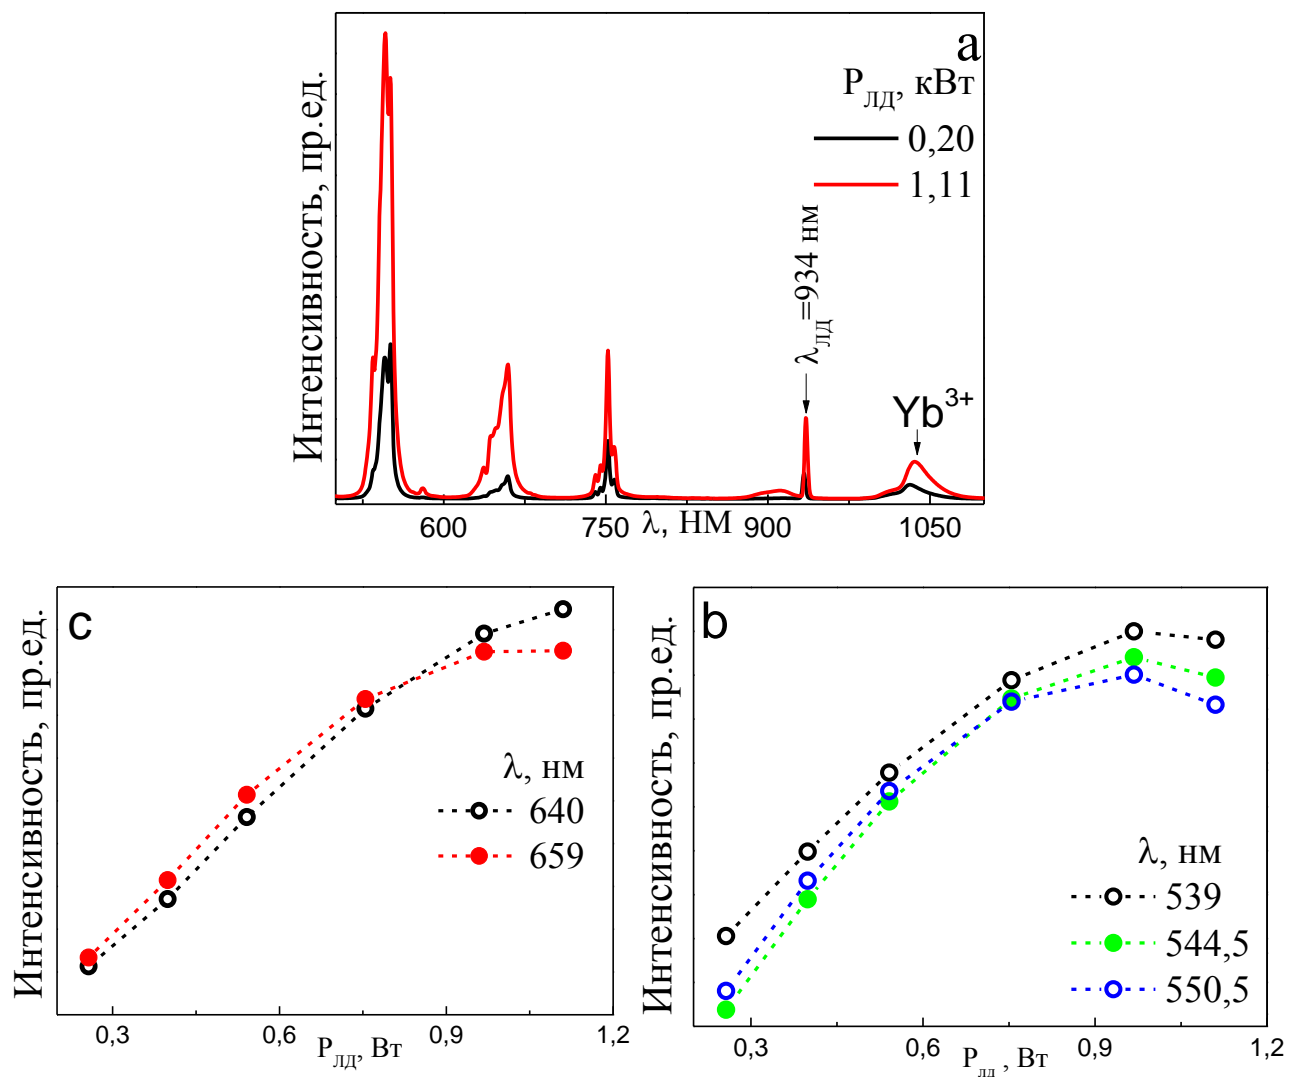 a
P_ЛД, кВт
0,20
1,11
Интенсивность, пр.ед.
λ_ЛД=934 нм
Yb³⁺
600 750 900 1050
λ, НМ
c
Интенсивность, пр.ед.
λ, нм
640
659
0,3 0,6 0,9 1,2
P_ЛД, Вт
b
Интенсивность, пр.ед.
λ, нм
539
544,5
550,5
0,3 0,6 0,9 1,2
P_ЛД , Вт